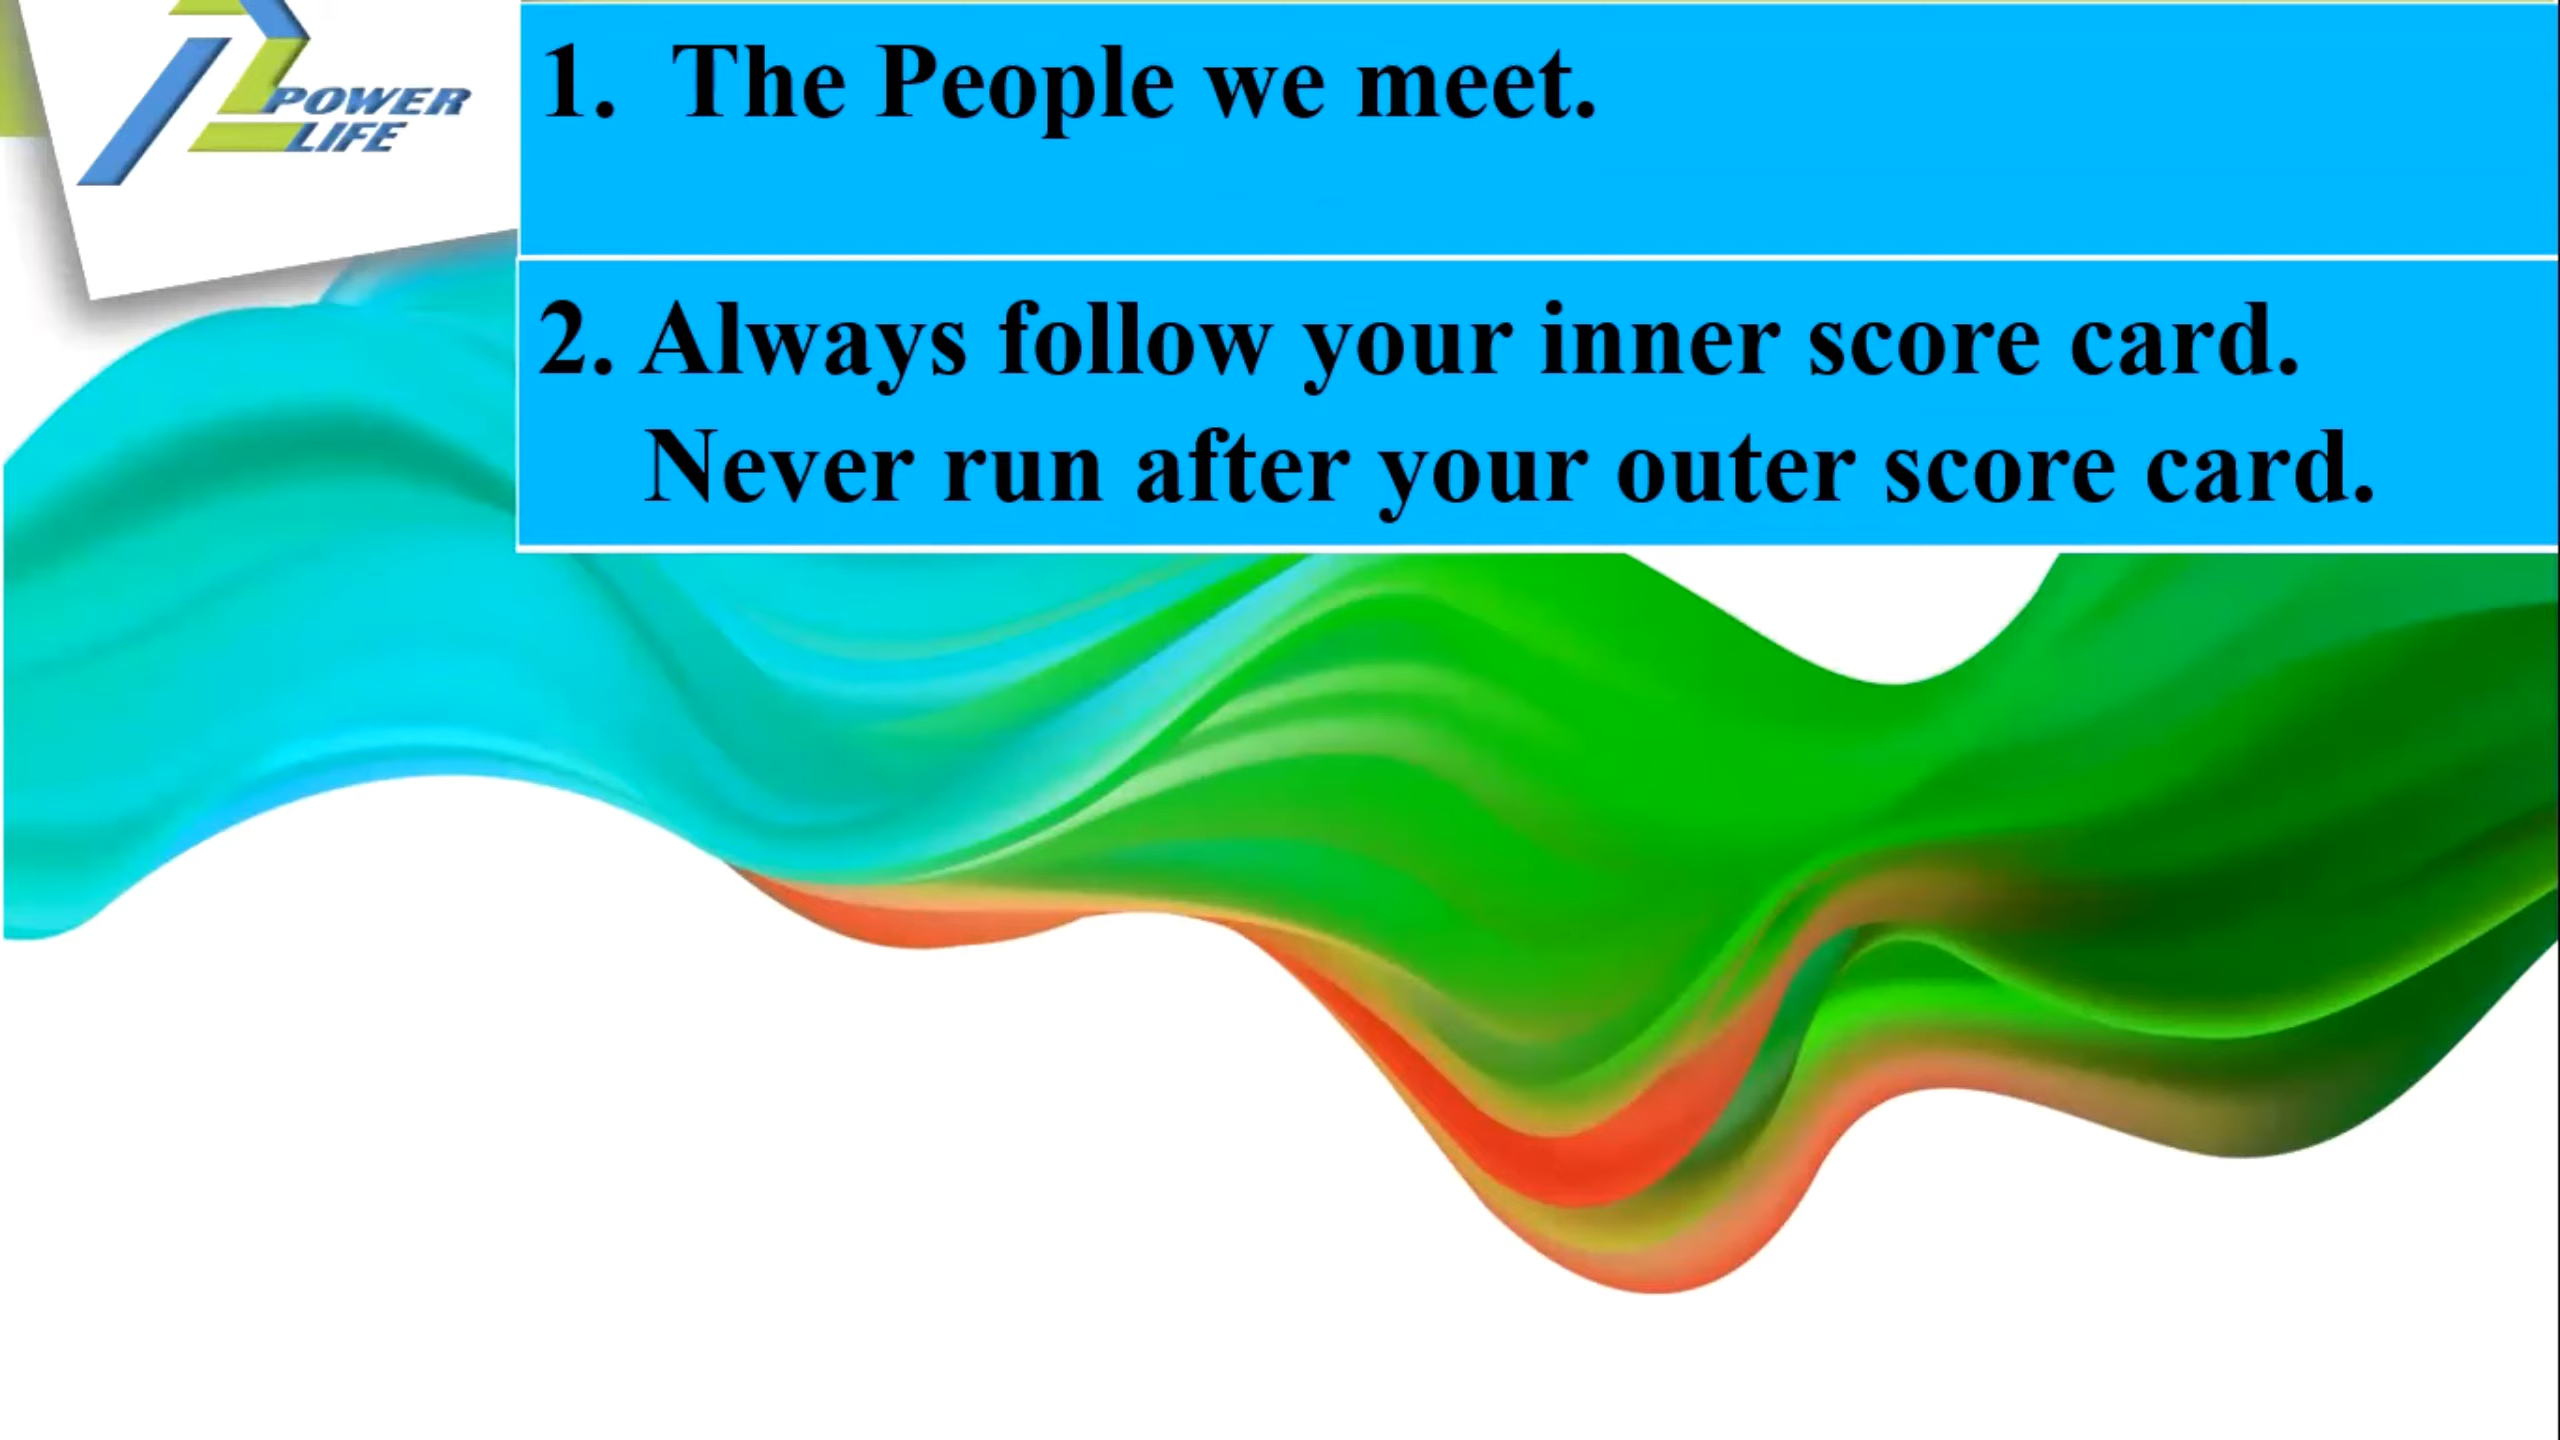 POWER
LIFE
1. The People we meet.
2. Always follow your inner score card.
Never run after your outer score card.